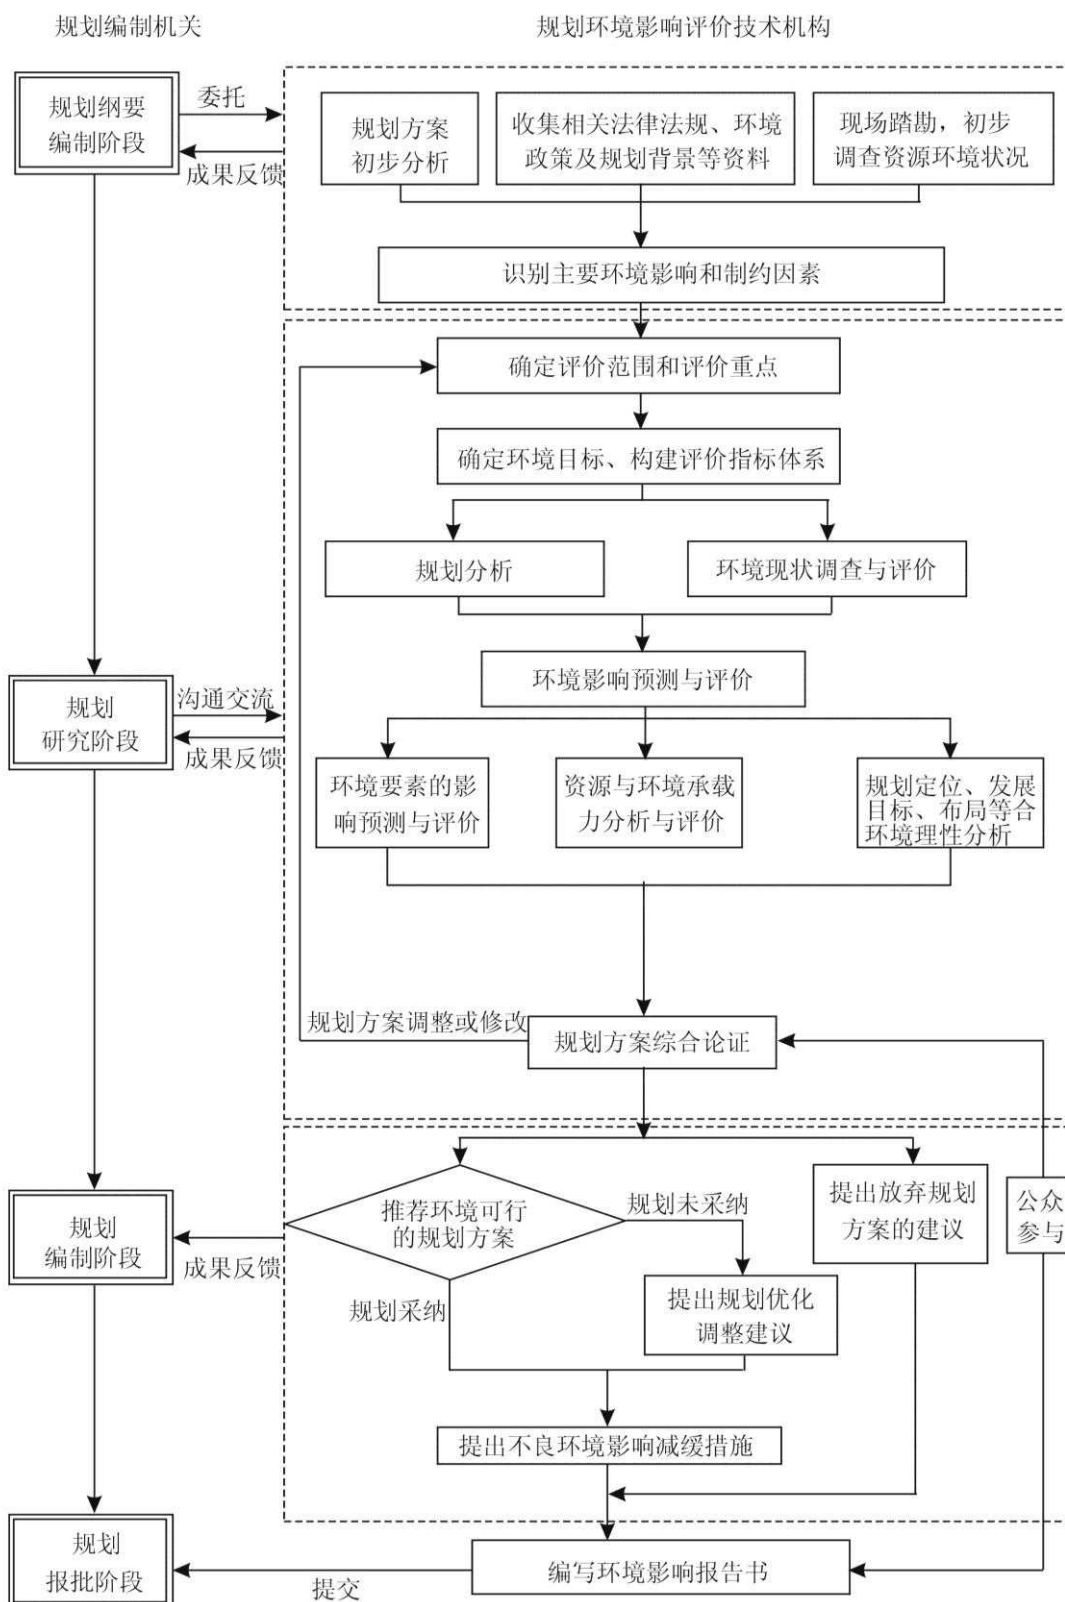 规划编制机关
规划环境影响评价技术机构
规划纲要
编制阶段
委托
成果反馈
规划方案
初步分析
收集相关法律法规、环境
政策及规划背景等资料
现场踏勘，初步
调查资源环境状况
识别主要环境影响和制约因素
确定评价范围和评价重点
确定环境目标、构建评价指标体系
规划分析
环境现状调查与评价
环境影响预测与评价
规划
研究阶段
沟通交流
成果反馈
环境要素的影
响预测与评价
资源与环境承载
力分析与评价
规划定位、发展
目标、布局等合
环境理性分析
规划方案调整或修改
规划方案综合论证
规划
编制阶段
成果反馈
推荐环境可行
的规划方案
规划未采纳
提出放弃规划
方案的建议
公众
参与
规划采纳
提出规划优化
调整建议
提出不良环境影响减缓措施
规划
报批阶段
提交
编写环境影响报告书